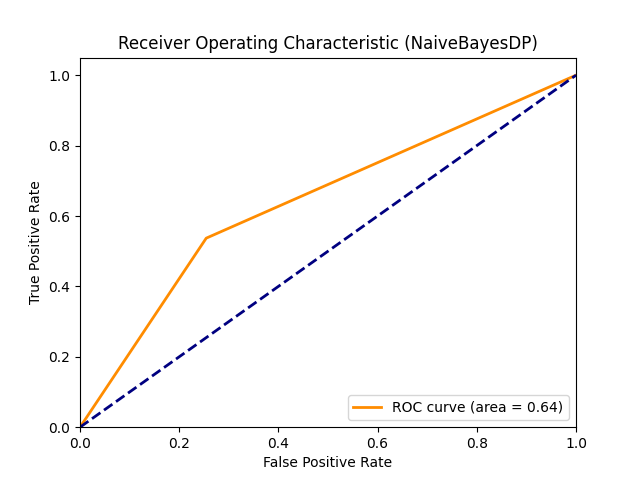 Receiver Operating Characteristic (NaiveBayesDP)
1.0
0.8
0.6
0.4
0.2
0.0
True Positive Rate
ROC curve (area = 0.64)
0.0 0.2 0.4 0.6 0.8 1.0
False Positive Rate